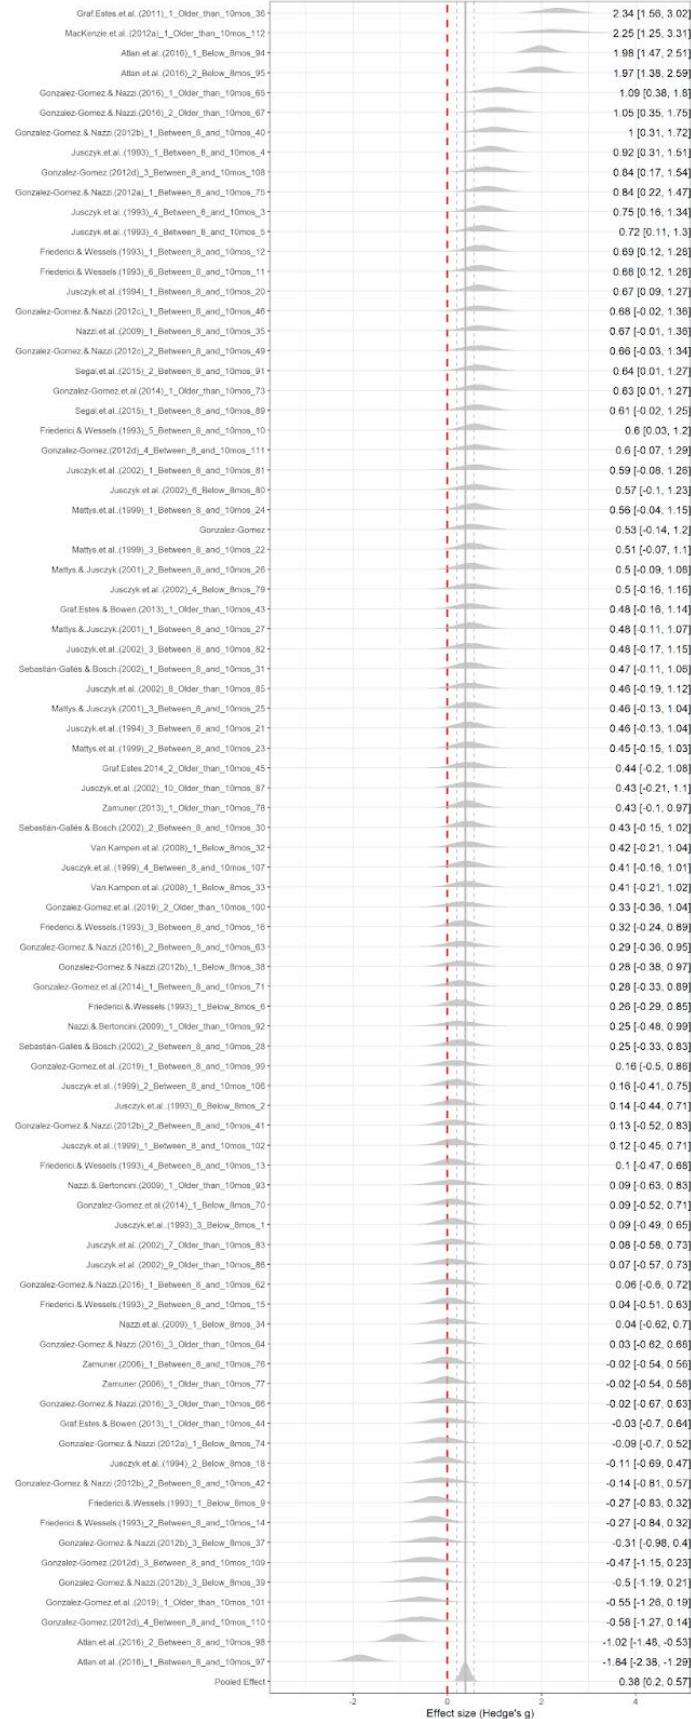 Graf.Estes.et.al.(2011)_1_Older_than_10mos_36 2.34 [1.56, 3.02]
MacKenzie.et.al.(2012a)_1_Older_than_10mos_112 2.25 [1.25, 3.31]
Atlan.et.al.(2016)_1_Below_8mos_94 1.98 [1.47, 2.51]
Atlan.et.al.(2016)_2_Below_8mos_95 1.97 [1.38, 2.59]
Gonzalez-Gomez.&.Nazzi.(2016)_1_Older_than_10mos_65 1.09 [0.38, 1.8]
Gonzalez-Gomez.&.Nazzi.(2016)_2_Older_than_10mos_67 1.05 [0.35, 1.75]
Gonzalez-Gomez.&.Nazzi.(2012b)_1_Between_8_and_10mos_40 1 [0.31, 1.72]
Jusczyk.et.al..(1993)_1_Between_8_and_10mos_4 0.92 [0.31, 1.51]
Gonzalez-Gomez.(2012d)_3_Between_8_and_10mos_108 0.84 [0.17, 1.54]
Gonzalez-Gomez.&.Nazzi.(2012a)_1_Between_8_and_10mos_75 0.84 [0.22, 1.47]
Jusczyk.et.al..(1993)_4_Between_8_and_10mos_3 0.75 [0.16, 1.34]
Jusczyk.et.al..(1993)_4_Between_8_and_10mos_5 0.72 [0.11, 1.3]
Friederici.&.Wessels.(1993)_1_Between_8_and_10mos_12 0.69 [0.12, 1.28]
Friederici.&.Wessels.(1993)_6_Between_8_and_10mos_11 0.68 [0.12, 1.28]
Jusczyk.et.al..(1994)_1_Between_8_and_10mos_20 0.67 [0.09, 1.27]
Gonzalez-Gomez.&.Nazzi.(2012c)_1_Between_8_and_10mos_46 0.68 [-0.02, 1.36]
Nazzi.et.al.(2009)_1_Between_8_and_10mos_35 0.67 [-0.01, 1.36]
Gonzalez-Gomez.&.Nazzi.(2012c)_2_Between_8_and_10mos_49 0.66 [-0.03, 1.34]
Segal.et.al.(2015)_2_Between_8_and_10mos_91 0.64 [0.01, 1.27]
Gonzalez-Gomez.et.al.(2014)_1_Older_than_10mos_73 0.63 [0.01, 1.27]
Segal.et.al.(2015)_1_Between_8_and_10mos_89 0.61 [-0.02, 1.25]
Friederici.&.Wessels.(1993)_5_Between_8_and_10mos_10 0.6 [0.03, 1.2]
Gonzalez-Gomez.(2012d)_4_Between_8_and_10mos_111 0.6 [-0.07, 1.29]
Jusczyk.et.al.(2002)_1_Between_8_and_10mos_81 0.59 [-0.08, 1.26]
Jusczyk.et.al.(2002)_6_Below_8mos_80 0.57 [-0.1, 1.23]
Mattys.et.al.(1999)_1_Between_8_and_10mos_24 0.56 [-0.04, 1.15]
Gonzalez-Gomez 0.53 [-0.14, 1.2]
Mattys.et.al.(1999)_3_Between_8_and_10mos_22 0.51 [-0.07, 1.1]
Mattys.&.Jusczyk.(2001)_2_Between_8_and_10mos_26 0.5 [-0.09, 1.08]
Jusczyk.et.al.(2002)_4_Below_8mos_79 0.5 [-0.16, 1.16]
Graf.Estes.&.Bowen.(2013)_1_Older_than_10mos_43 0.48 [-0.16, 1.14]
Mattys.&.Jusczyk.(2001)_1_Between_8_and_10mos_27 0.48 [-0.11, 1.07]
Jusczyk.et.al.(2002)_3_Between_8_and_10mos_82 0.48 [-0.17, 1.15]
Sebastián-Gallés.&.Bosch.(2002)_1_Between_8_and_10mos_31 0.47 [-0.11, 1.06]
Jusczyk.et.al.(2002)_8_Older_than_10mos_85 0.46 [-0.19, 1.12]
Mattys.&.Jusczyk.(2001)_3_Between_8_and_10mos_25 0.46 [-0.13, 1.04]
Jusczyk.et.al..(1994)_3_Between_8_and_10mos_21 0.46 [-0.13, 1.04]
Mattys.et.al.(1999)_2_Between_8_and_10mos_23 0.45 [-0.15, 1.03]
Graf.Estes.2014_2_Older_than_10mos_45 0.44 [-0.2, 1.08]
Jusczyk.et.al.(2002)_10_Older_than_10mos_87 0.43 [-0.21, 1.1]
Zamuner.(2013)_1_Older_than_10mos_78 0.43 [-0.1, 0.97]
Sebastián-Gallés.&.Bosch.(2002)_2_Between_8_and_10mos_30 0.43 [-0.15, 1.02]
Van.Kampen.et.al.(2008)_1_Below_8mos_32 0.42 [-0.21, 1.04]
Jusczyk.et.al.(1999)_4_Between_8_and_10mos_107 0.41 [-0.16, 1.01]
Van.Kampen.et.al.(2008)_1_Below_8mos_33 0.41 [-0.21, 1.02]
Gonzalez-Gomez.et.al.(2019)_2_Older_than_10mos_100 0.33 [-0.36, 1.04]
Friederici.&.Wessels.(1993)_3_Between_8_and_10mos_16 0.32 [-0.24, 0.89]
Gonzalez-Gomez.&.Nazzi.(2016)_2_Between_8_and_10mos_63 0.29 [-0.36, 0.95]
Gonzalez-Gomez.&.Nazzi.(2012b)_1_Below_8mos_38 0.28 [-0.38, 0.97]
Gonzalez-Gomez.et.al.(2014)_1_Between_8_and_10mos_71 0.28 [-0.33, 0.89]
Friederici.&.Wessels.(1993)_1_Below_8mos_6 0.26 [-0.29, 0.85]
Nazzi.&.Bertoncini.(2009)_1_Older_than_10mos_92 0.25 [-0.48, 0.99]
Sebastián-Gallés.&.Bosch.(2002)_2_Between_8_and_10mos_28 0.25 [-0.33, 0.83]
Gonzalez-Gomez.et.al.(2019)_1_Between_8_and_10mos_99 0.16 [-0.5, 0.86]
Jusczyk.et.al.(1999)_2_Between_8_and_10mos_106 0.16 [-0.41, 0.75]
Jusczyk.et.al..(1993)_6_Below_8mos_2 0.14 [-0.44, 0.71]
Gonzalez-Gomez.&.Nazzi.(2012b)_2_Between_8_and_10mos_41 0.13 [-0.52, 0.83]
Jusczyk.et.al.(1999)_1_Between_8_and_10mos_102 0.12 [-0.45, 0.71]
Friederici.&.Wessels.(1993)_4_Between_8_and_10mos_13 0.1 [-0.47, 0.68]
Nazzi.&.Bertoncini.(2009)_1_Older_than_10mos_93 0.09 [-0.63, 0.83]
Gonzalez-Gomez.et.al.(2014)_1_Below_8mos_70 0.09 [-0.52, 0.71]
Jusczyk.et.al..(1993)_3_Below_8mos_1 0.09 [-0.49, 0.65]
Jusczyk.et.al.(2002)_7_Older_than_10mos_83 0.08 [-0.58, 0.73]
Jusczyk.et.al.(2002)_9_Older_than_10mos_86 0.07 [-0.57, 0.73]
Gonzalez-Gomez.&.Nazzi.(2016)_1_Between_8_and_10mos_62 0.06 [-0.6, 0.72]
Friederici.&.Wessels.(1993)_2_Between_8_and_10mos_15 0.04 [-0.51, 0.63]
Nazzi.et.al.(2009)_1_Below_8mos_34 0.04 [-0.62, 0.7]
Gonzalez-Gomez.&.Nazzi.(2016)_3_Older_than_10mos_64 0.03 [-0.62, 0.68]
Zamuner.(2006)_1_Between_8_and_10mos_76 -0.02 [-0.54, 0.56]
Zamuner.(2006)_1_Older_than_10mos_77 -0.02 [-0.54, 0.58]
Gonzalez-Gomez.&.Nazzi.(2016)_3_Older_than_10mos_66 -0.02 [-0.67, 0.63]
Graf.Estes.&.Bowen.(2013)_1_Older_than_10mos_44 -0.03 [-0.7, 0.64]
Gonzalez-Gomez.&.Nazzi.(2012a)_1_Below_8mos_74 -0.09 [-0.7, 0.52]
Jusczyk.et.al..(1994)_2_Below_8mos_18 -0.11 [-0.69, 0.47]
Gonzalez-Gomez.&.Nazzi.(2012b)_2_Between_8_and_10mos_42 -0.14 [-0.81, 0.57]
Friederici.&.Wessels.(1993)_1_Below_8mos_9 -0.27 [-0.83, 0.32]
Friederici.&.Wessels.(1993)_2_Between_8_and_10mos_14 -0.27 [-0.84, 0.32]
Gonzalez-Gomez.&.Nazzi.(2012b)_3_Below_8mos_37 -0.31 [-0.98, 0.4]
Gonzalez-Gomez.(2012d)_3_Between_8_and_10mos_109 -0.47 [-1.15, 0.23]
Gonzalez-Gomez.&.Nazzi.(2012b)_3_Below_8mos_39 -0.5 [-1.19, 0.21]
Gonzalez-Gomez.et.al.(2019)_1_Older_than_10mos_101 -0.55 [-1.26, 0.19]
Gonzalez-Gomez.(2012d)_4_Between_8_and_10mos_110 -0.58 [-1.27, 0.14]
Atlan.et.al.(2016)_2_Between_8_and_10mos_98 -1.02 [-1.48, -0.53]
Atlan.et.al.(2016)_1_Between_8_and_10mos_97 -1.84 [-2.38, -1.29]
Pooled Effect 0.38 [0.2, 0.57]
-2 0 2 4
Effect size (Hedge's g)